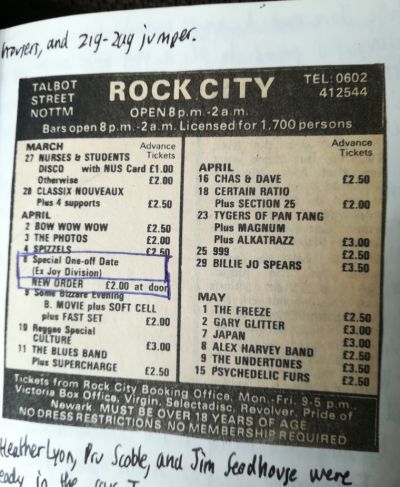 trousers, and zig-zag jumper.
TALBOT STREET NOTTM
ROCK CITY
TEL: 0602 412544
OPEN 8 p.m.-2 a.m.
Bars open 8 p.m.-2 a.m. Licensed for 1,700 persons
MARCH Advance Tickets
27 NURSES & STUDENTS
DISCO with NUS Card £1.00
Otherwise £2.00
28 CLASSIX NOUVEAUX
Plus 4 supports £2.50
APRIL
2 BOW WOW WOW £2.50
3 THE PHOTOS £2.00
4 SPIZZELS £2.50
8 Special One-off Date
(Ex Joy Division)
NEW ORDER £2.00 at door
9 Some Bizzare Evening
B. MOVIE plus SOFT CELL
plus FAST SET £2.00
10 Reggae Special
CULTURE £3.00
11 THE BLUES BAND
Plus SUPERCHARGE £2.50
Advance Tickets
APRIL
16 CHAS & DAVE £2.50
18 CERTAIN RATIO
Plus SECTION 25 £2.00
23 TYGERS OF PAN TANG
Plus MAGNUM
Plus ALKATRAZZ £3.00
25 999 £2.50
29 BILLIE JO SPEARS £3.50
MAY
1 THE FREEZE £2.50
2 GARY GLITTER £3.00
7 JAPAN £3.00
8 ALEX HARVEY BAND £2.50
9 THE UNDERTONES £3.50
15 PSYCHEDELIC FURS £2.50
Tickets from Rock City Booking Office, Mon.-Fri. 9-5 p.m.
Victoria Box Office, Virgin, Selectadisc, Revolver, Pride of
Newark. MUST BE OVER 18 YEARS OF AGE
NO DRESS RESTRICTIONS NO MEMBERSHIP REQUIRED
Heather Lyon, Pru Scoble, and Jim Seedhouse were